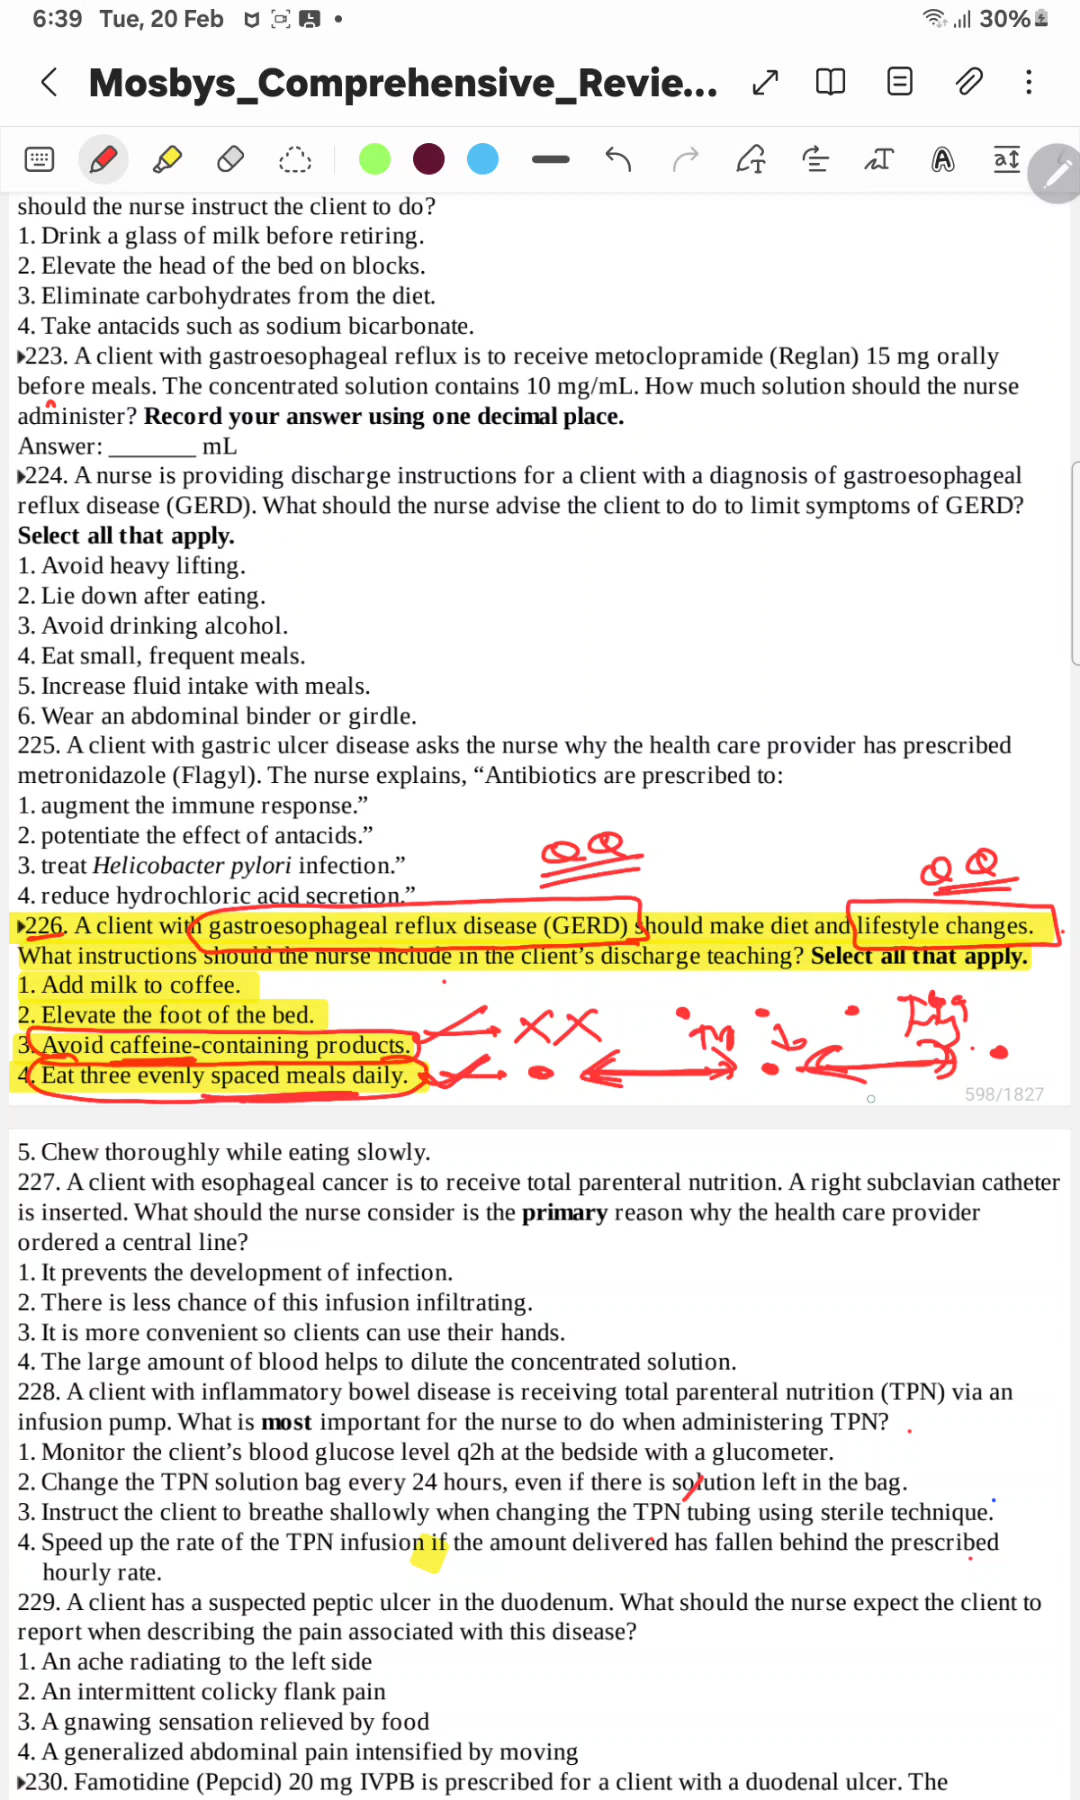 6:39 Tue, 20 Feb
30%
Mosbys_Comprehensive_Revie...
should the nurse instruct the client to do?
1. Drink a glass of milk before retiring.
2. Elevate the head of the bed on blocks.
3. Eliminate carbohydrates from the diet.
4. Take antacids such as sodium bicarbonate.
223. A client with gastroesophageal reflux is to receive metoclopramide (Reglan) 15 mg orally
before meals. The concentrated solution contains 10 mg/mL. How much solution should the nurse
administer? Record your answer using one decimal place.
Answer: _______ mL
224. A nurse is providing discharge instructions for a client with a diagnosis of gastroesophageal
reflux disease (GERD). What should the nurse advise the client to do to limit symptoms of GERD?
Select all that apply.
1. Avoid heavy lifting.
2. Lie down after eating.
3. Avoid drinking alcohol.
4. Eat small, frequent meals.
5. Increase fluid intake with meals.
6. Wear an abdominal binder or girdle.
225. A client with gastric ulcer disease asks the nurse why the health care provider has prescribed
metronidazole (Flagyl). The nurse explains, “Antibiotics are prescribed to:
1. augment the immune response.”
2. potentiate the effect of antacids.”
3. treat Helicobacter pylori infection.”
4. reduce hydrochloric acid secretion.”
226. A client with gastroesophageal reflux disease (GERD) should make diet and lifestyle changes.
What instructions should the nurse include in the client’s discharge teaching? Select all that apply.
1. Add milk to coffee.
2. Elevate the foot of the bed.
3. Avoid caffeine-containing products.
XX
4. Eat three evenly spaced meals daily.
598/1827
5. Chew thoroughly while eating slowly.
227. A client with esophageal cancer is to receive total parenteral nutrition. A right subclavian catheter
is inserted. What should the nurse consider is the primary reason why the health care provider
ordered a central line?
1. It prevents the development of infection.
2. There is less chance of this infusion infiltrating.
3. It is more convenient so clients can use their hands.
4. The large amount of blood helps to dilute the concentrated solution.
228. A client with inflammatory bowel disease is receiving total parenteral nutrition (TPN) via an
infusion pump. What is most important for the nurse to do when administering TPN?
1. Monitor the client’s blood glucose level q2h at the bedside with a glucometer.
2. Change the TPN solution bag every 24 hours, even if there is solution left in the bag.
3. Instruct the client to breathe shallowly when changing the TPN tubing using sterile technique.
4. Speed up the rate of the TPN infusion if the amount delivered has fallen behind the prescribed
hourly rate.
229. A client has a suspected peptic ulcer in the duodenum. What should the nurse expect the client to
report when describing the pain associated with this disease?
1. An ache radiating to the left side
2. An intermittent colicky flank pain
3. A gnawing sensation relieved by food
4. A generalized abdominal pain intensified by moving
230. Famotidine (Pepcid) 20 mg IVPB is prescribed for a client with a duodenal ulcer. The